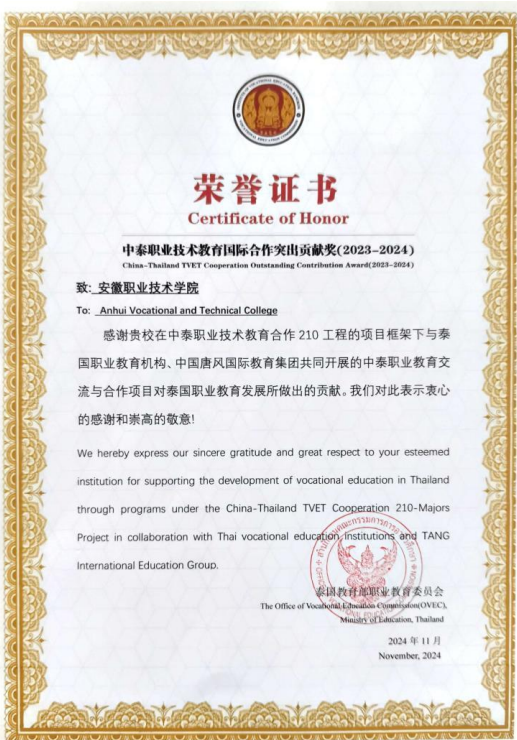 荣誉证书
Certificate of Honor
中泰职业技术教育国际合作突出贡献奖(2023-2024)
China-Thailand TVET Cooperation Outstanding Contribution Award(2023-2024)
致: 安徽职业技术学院
To: Anhui Vocational and Technical College
感谢贵校在中泰职业技术教育合作 210 工程的项目框架下与泰
国职业教育机构、中国唐风国际教育集团共同开展的中泰职业教育交
流与合作项目对泰国职业教育发展所做出的贡献。我们对此表示衷心
的感谢和崇高的敬意!
We hereby express our sincere gratitude and great respect to your esteemed
institution for supporting the development of vocational education in Thailand
through programs under the China-Thailand TVET Cooperation 210-Majors
Project in collaboration with Thai vocational education institutions and TANG
International Education Group.
泰国教育部职业教育委员会
The Office of Vocational Education Commission(OVEC),
Ministry of Education, Thailand
2024 年 11 月
November, 2024